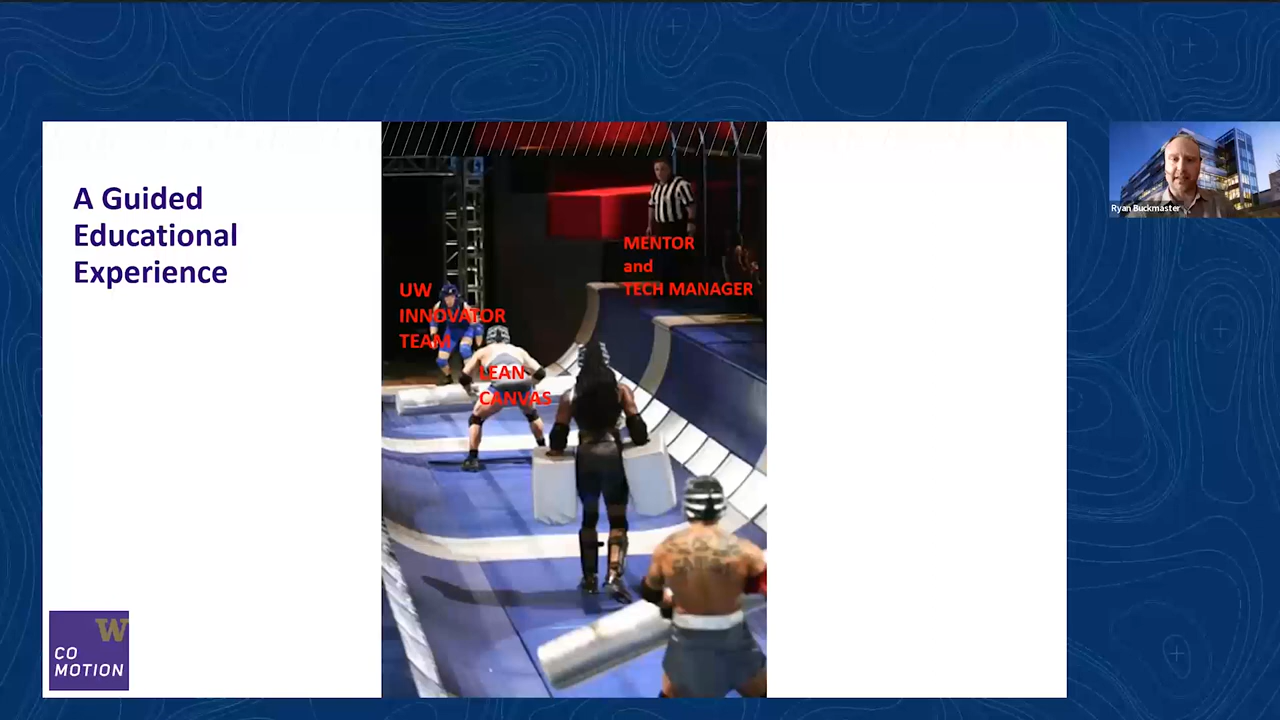 A Guided
Educational
Experience
MENTOR
and
TECH MANAGER
UW
INNOVATOR
TEAM
LEAN
CANVAS
Ryan Buckmaster
W
CO
MOTION